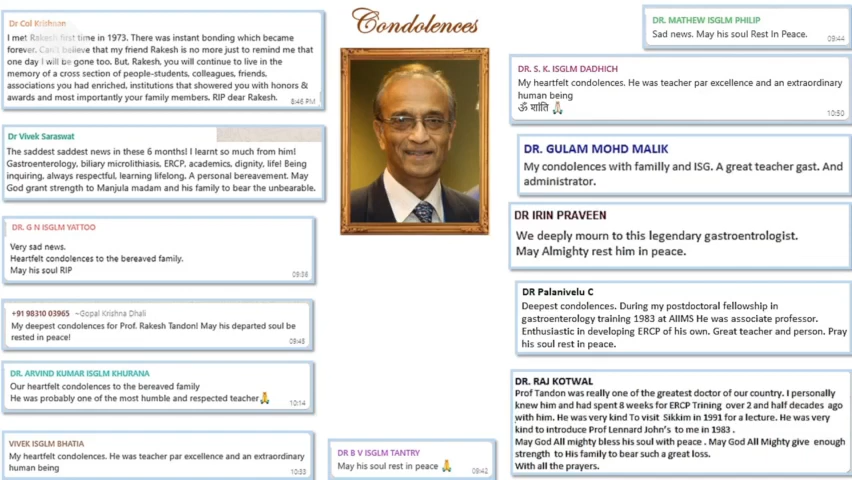 Condolences
Dr Col Krishnan
I met Rakesh first time in 1973. There was instant bonding which became
forever. Can't believe that my friend Rakesh is no more just to remind me that
one day I will be gone too. But, Rakesh, you will continue to live in the
memory of a cross section of people-students, colleagues, friends,
associations you had enriched, institutions that showered you with honors &
awards and most importantly your family members. RIP dear Rakesh.
8:46 PM
Dr Vivek Saraswat
The saddest saddest news in these 6 months! I learnt so much from him!
Gastroenterology, biliary microlithiasis, ERCP, academics, dignity, life! Being
inquiring, always respectful, learning lifelong. A personal bereavement. May
God grant strength to Manjula madam and his family to bear the unbearable.
DR. G N ISGLM YATTOO
Very sad news.
Heartfelt condolences to the bereaved family.
May his soul RIP
09:38
+91 98310 03965 ~Gopal Krishna Dhali
My deepest condolences for Prof. Rakesh Tandon! May his departed soul be
rested in peace!
09:45
DR. ARVIND KUMAR ISGLM KHURANA
Our heartfelt condolences to the bereaved family
He was probably one of the most humble and respected teacher🙏
10:14
VIVEK ISGLM BHATIA
My heartfelt condolences. He was teacher par excellence and an extraordinary
human being
10:33
DR B V ISGLM TANTRY
May his soul rest in peace 🙏
09:42
DR. MATHEW ISGLM PHILIP
Sad news. May his soul Rest In Peace.
09:44
DR. S. K. ISGLM DADHICH
My heartfelt condolences. He was teacher par excellence and an extraordinary
human being
ॐ शांति 🙏
10:50
DR. GULAM MOHD MALIK
My condolences with familly and ISG. A great teacher gast. And
administrator.
DR IRIN PRAVEEN
We deeply mourn to this legendary gastroentrologist.
May Almighty rest him in peace.
DR Palanivelu C
Deepest condolences. During my postdoctoral fellowship in
gastroenterology training 1983 at AIIMS He was associate professor.
Enthusiastic in developing ERCP of his own. Great teacher and person. Pray
his soul rest in peace.
DR. RAJ KOTWAL
Prof Tandon was really one of the greatest doctor of our country. I personally
knew him and had spent 8 weeks for ERCP Trining over 2 and half decades ago
with him. He was very kind To visit Sikkim in 1991 for a lecture. He was very
kind to introduce Prof Lennard John's to me in 1983 .
May God All mighty bless his soul with peace . May God All Mighty give enough
strength to His family to bear such a great loss.
With all the prayers.